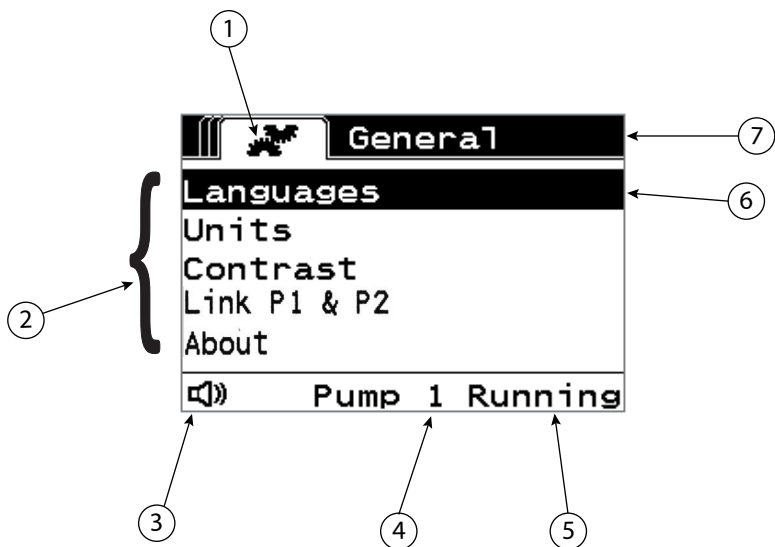 1
General
7
Languages
6
Units
Contrast
Link P1 & P2
2
About
Pump 1 Running
3
4
5